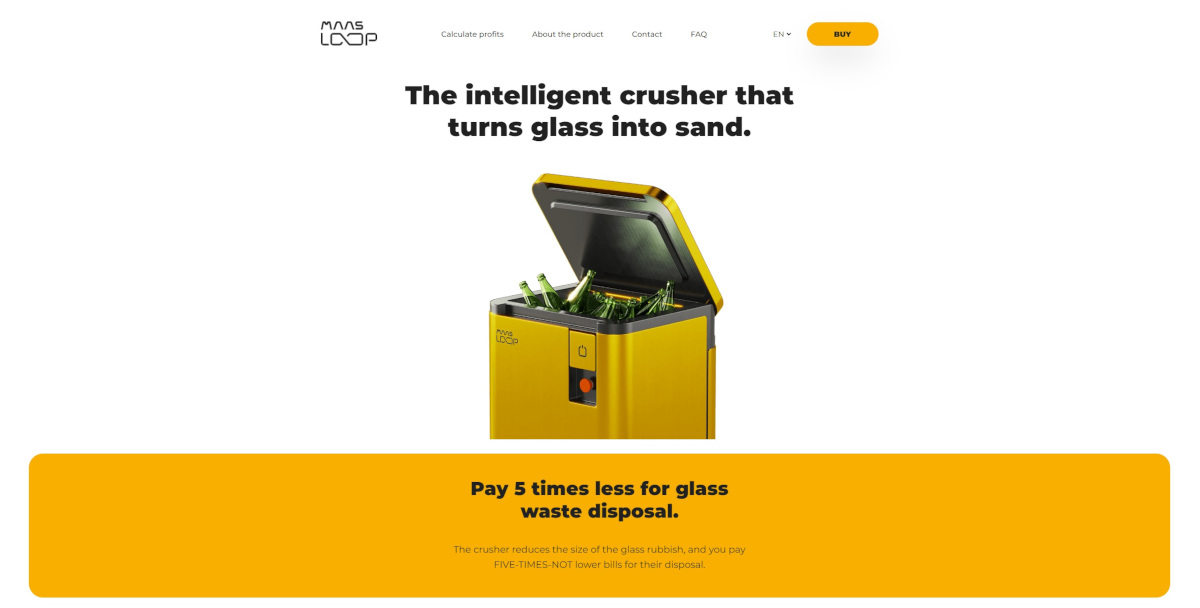 MAAS
LOOP
Calculate profits
About the product
Contact
FAQ
EN
BUY
The intelligent crusher that
turns glass into sand.
MAAS
LOOP
Pay 5 times less for glass
waste disposal.
The crusher reduces the size of the glass rubbish, and you pay
FIVE-TIMES-NOT lower bills for their disposal.